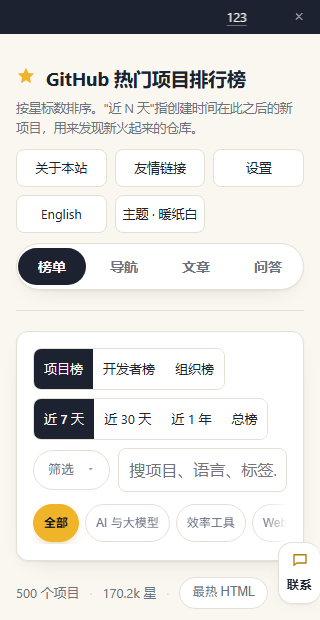 123 ×
GitHub 热门项目排行榜
按星标数排序。"近 N 天"指创建时间在此之后的新
项目，用来发现新火起来的仓库。
关于本站 友情链接 设置
English 主题 · 暖纸白
榜单 导航 文章 问答
项目榜 开发者榜 组织榜
近 7 天 近 30 天 近 1 年 总榜
筛选 搜项目、语言、标签.
全部 AI 与大模型 效率工具 Web
500 个项目 · 170.2k 星 · 最热 HTML
联系